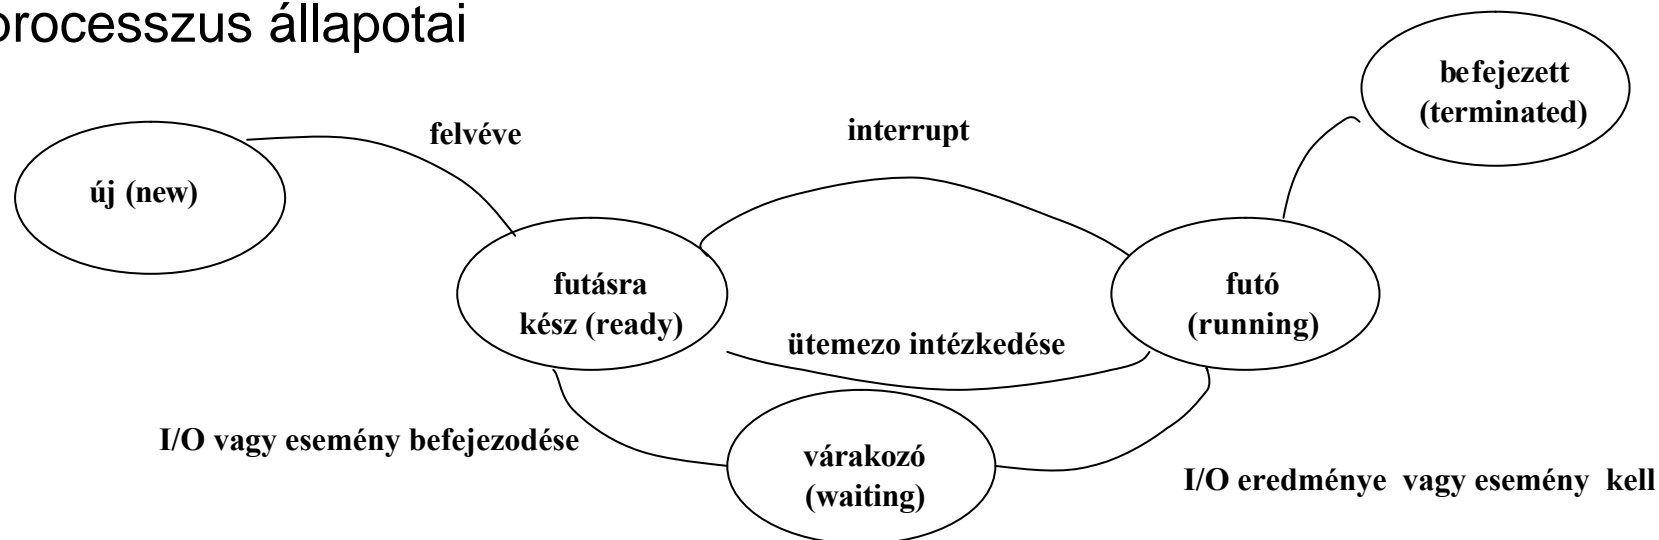 processzus állapotai
befejezett
(terminated)
felvéve
interrupt
új (new)
futásra
kész (ready)
futó
(running)
ütemezo intézkedése
I/O vagy esemény befejezodése
várakozó
(waiting)
I/O eredménye vagy esemény kell